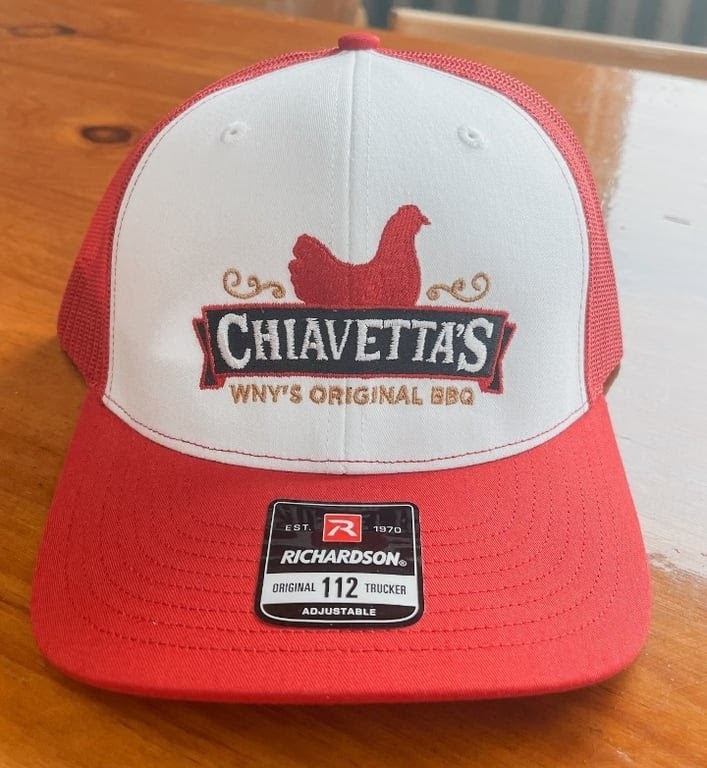 CHIAVETTA'S
WNY'S ORIGINAL BBQ
EST. R 1970
RICHARDSON®
ORIGINAL 112 TRUCKER
ADJUSTABLE